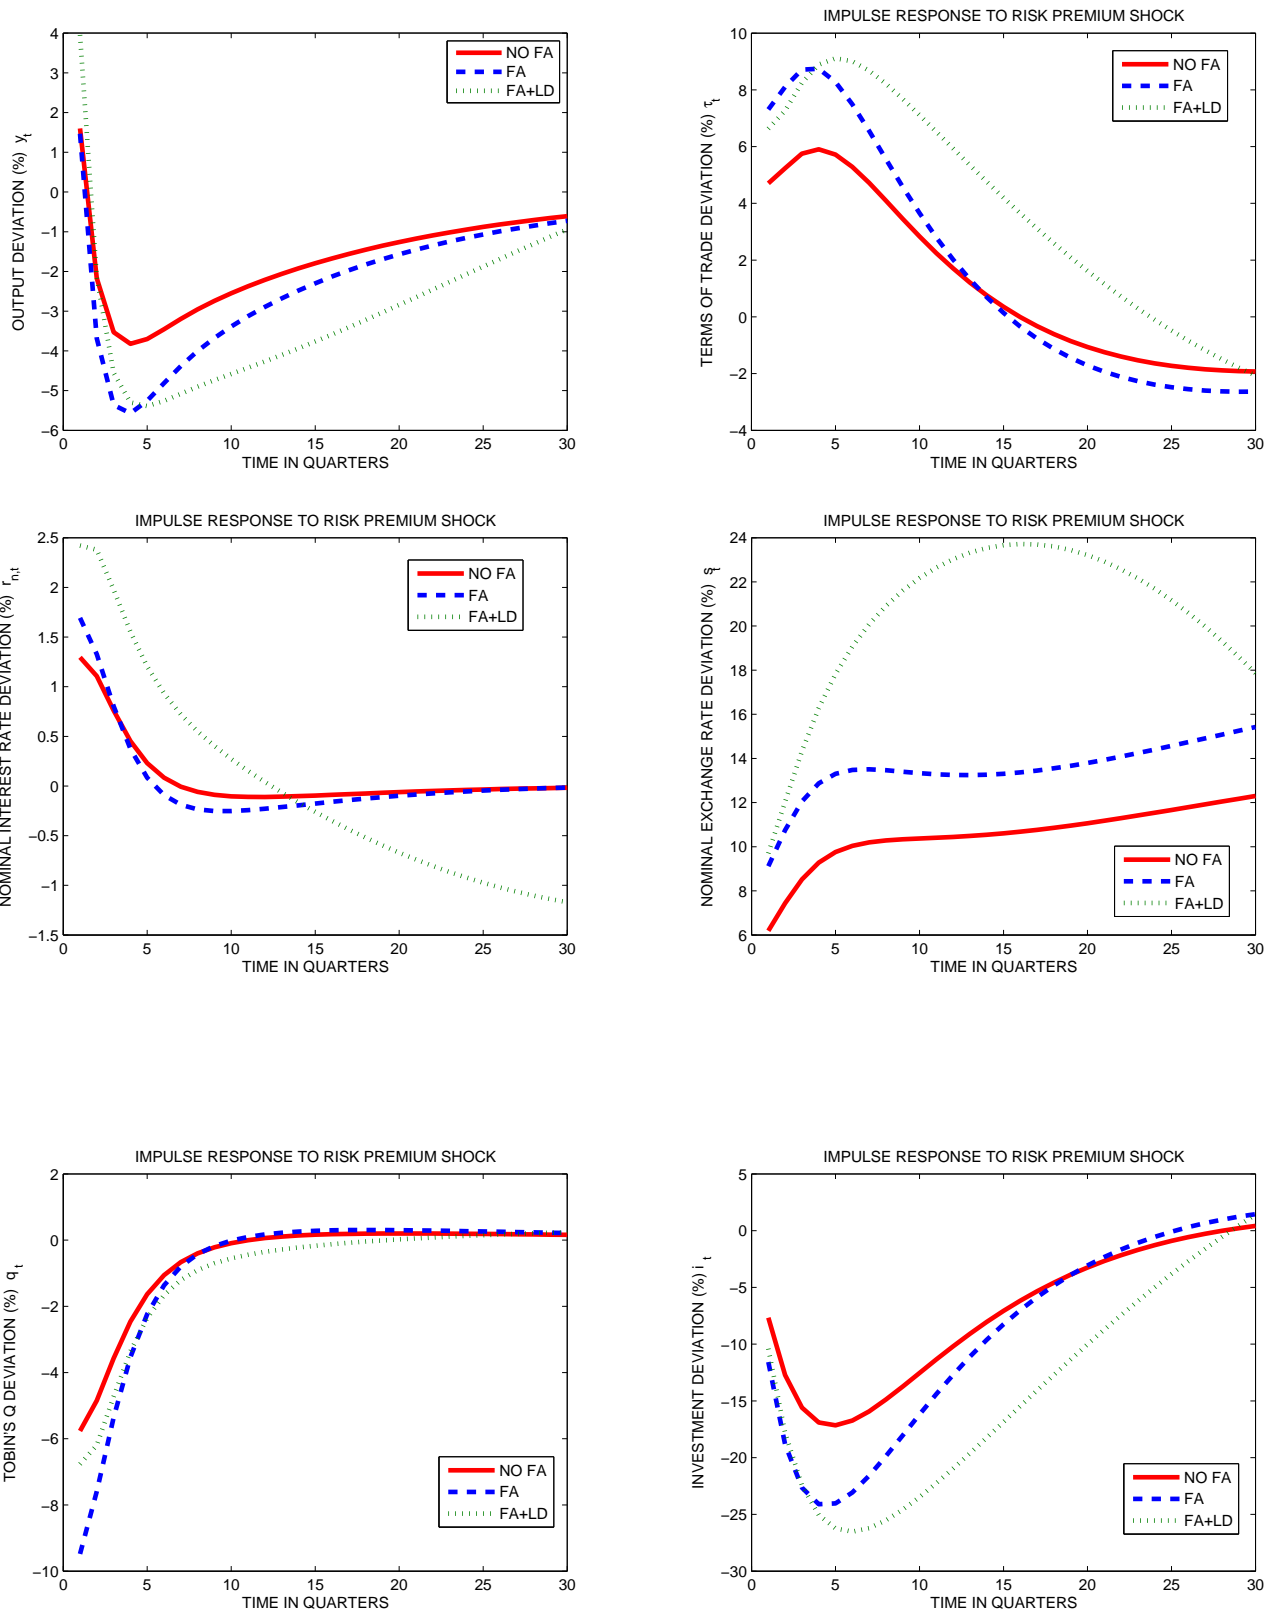 4
3
2
1
0
−1
−2
−3
−4
−5
−6
0 5 10 15 20 25 30
TIME IN QUARTERS
OUTPUT DEVIATION (%) y_t
NO FA
FA
FA+LD
IMPULSE RESPONSE TO RISK PREMIUM SHOCK
10
8
6
4
2
0
−2
−4
0 5 10 15 20 25 30
TIME IN QUARTERS
TERMS OF TRADE DEVIATION (%) τ_t
NO FA
FA
FA+LD
IMPULSE RESPONSE TO RISK PREMIUM SHOCK
2.5
2
1.5
1
0.5
0
−0.5
−1
−1.5
0 5 10 15 20 25 30
TIME IN QUARTERS
NOMINAL INTEREST RATE DEVIATION (%) r_n,t
NO FA
FA
FA+LD
IMPULSE RESPONSE TO RISK PREMIUM SHOCK
24
22
20
18
16
14
12
10
8
6
0 5 10 15 20 25 30
TIME IN QUARTERS
NOMINAL EXCHANGE RATE DEVIATION (%) s_t
NO FA
FA
FA+LD
IMPULSE RESPONSE TO RISK PREMIUM SHOCK
2
0
−2
−4
−6
−8
−10
0 5 10 15 20 25 30
TIME IN QUARTERS
TOBIN'S Q DEVIATION (%) q_t
NO FA
FA
FA+LD
IMPULSE RESPONSE TO RISK PREMIUM SHOCK
5
0
−5
−10
−15
−20
−25
−30
0 5 10 15 20 25 30
TIME IN QUARTERS
INVESTMENT DEVIATION (%) i_t
NO FA
FA
FA+LD